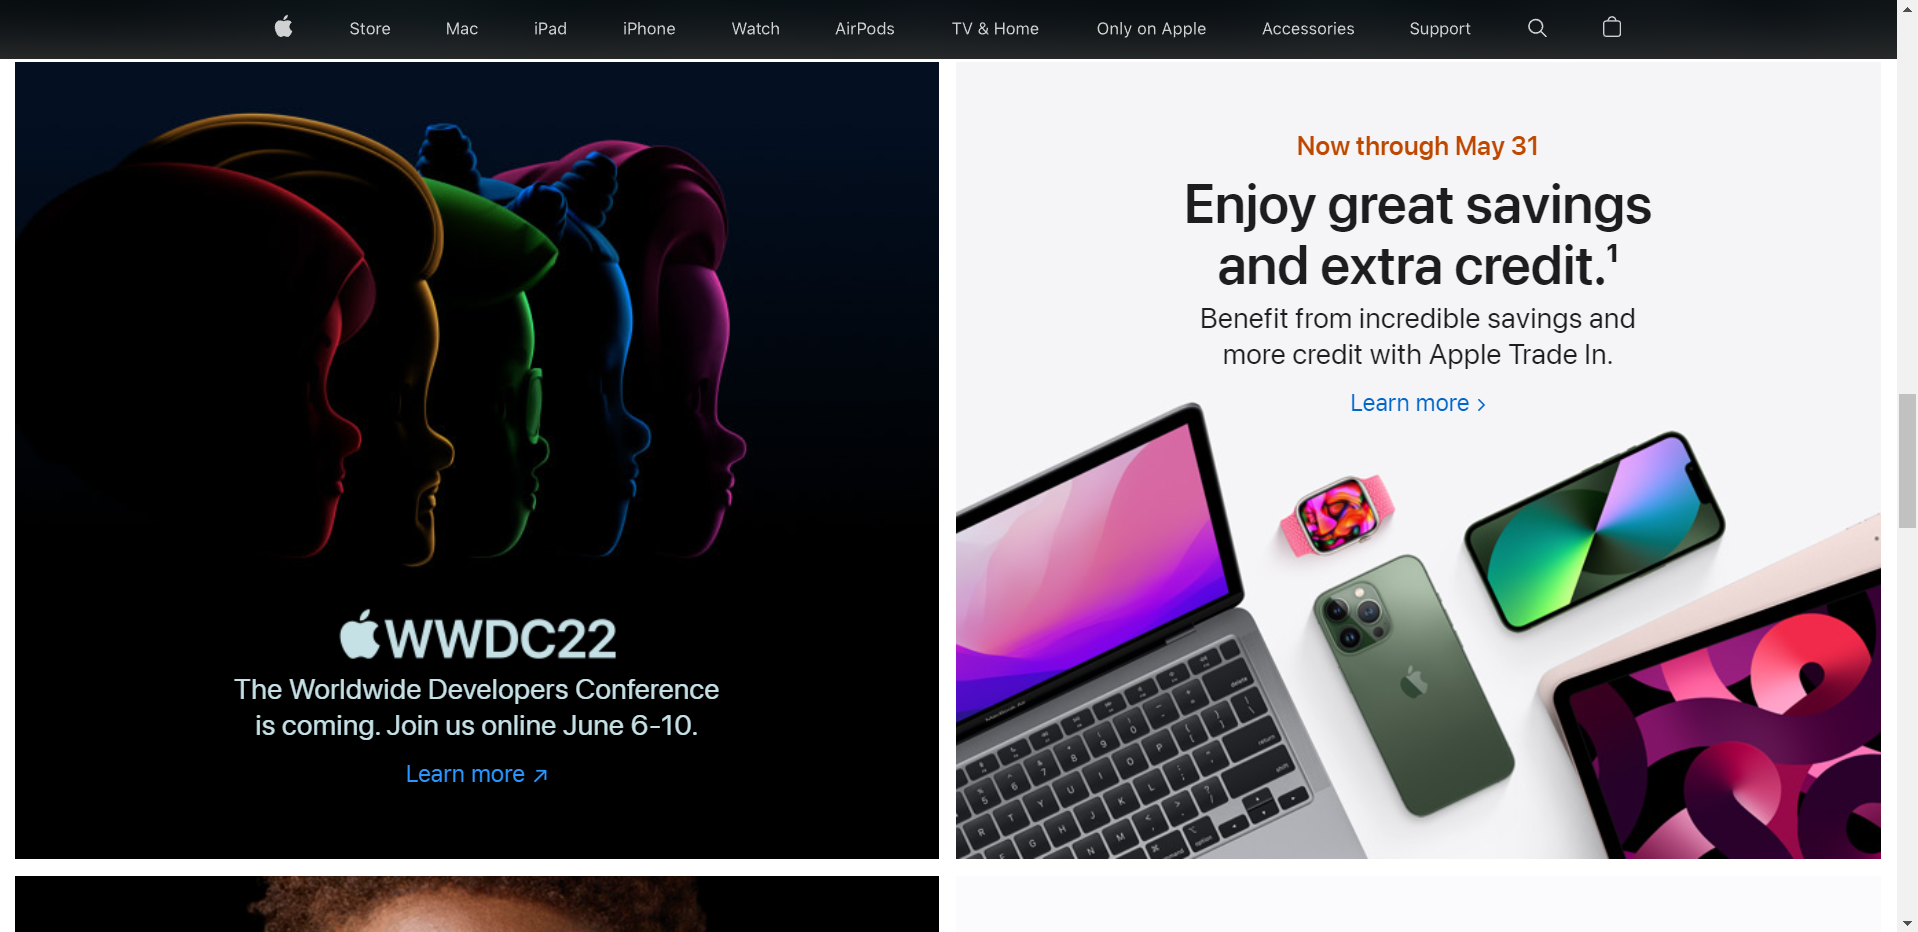 Store
Mac
iPad
iPhone
Watch
AirPods
TV & Home
Only on Apple
Accessories
Support
WWDC22
The Worldwide Developers Conference
is coming. Join us online June 6-10.
Learn more ↗
Now through May 31
Enjoy great savings
and extra credit.¹
Benefit from incredible savings and
more credit with Apple Trade In.
Learn more >